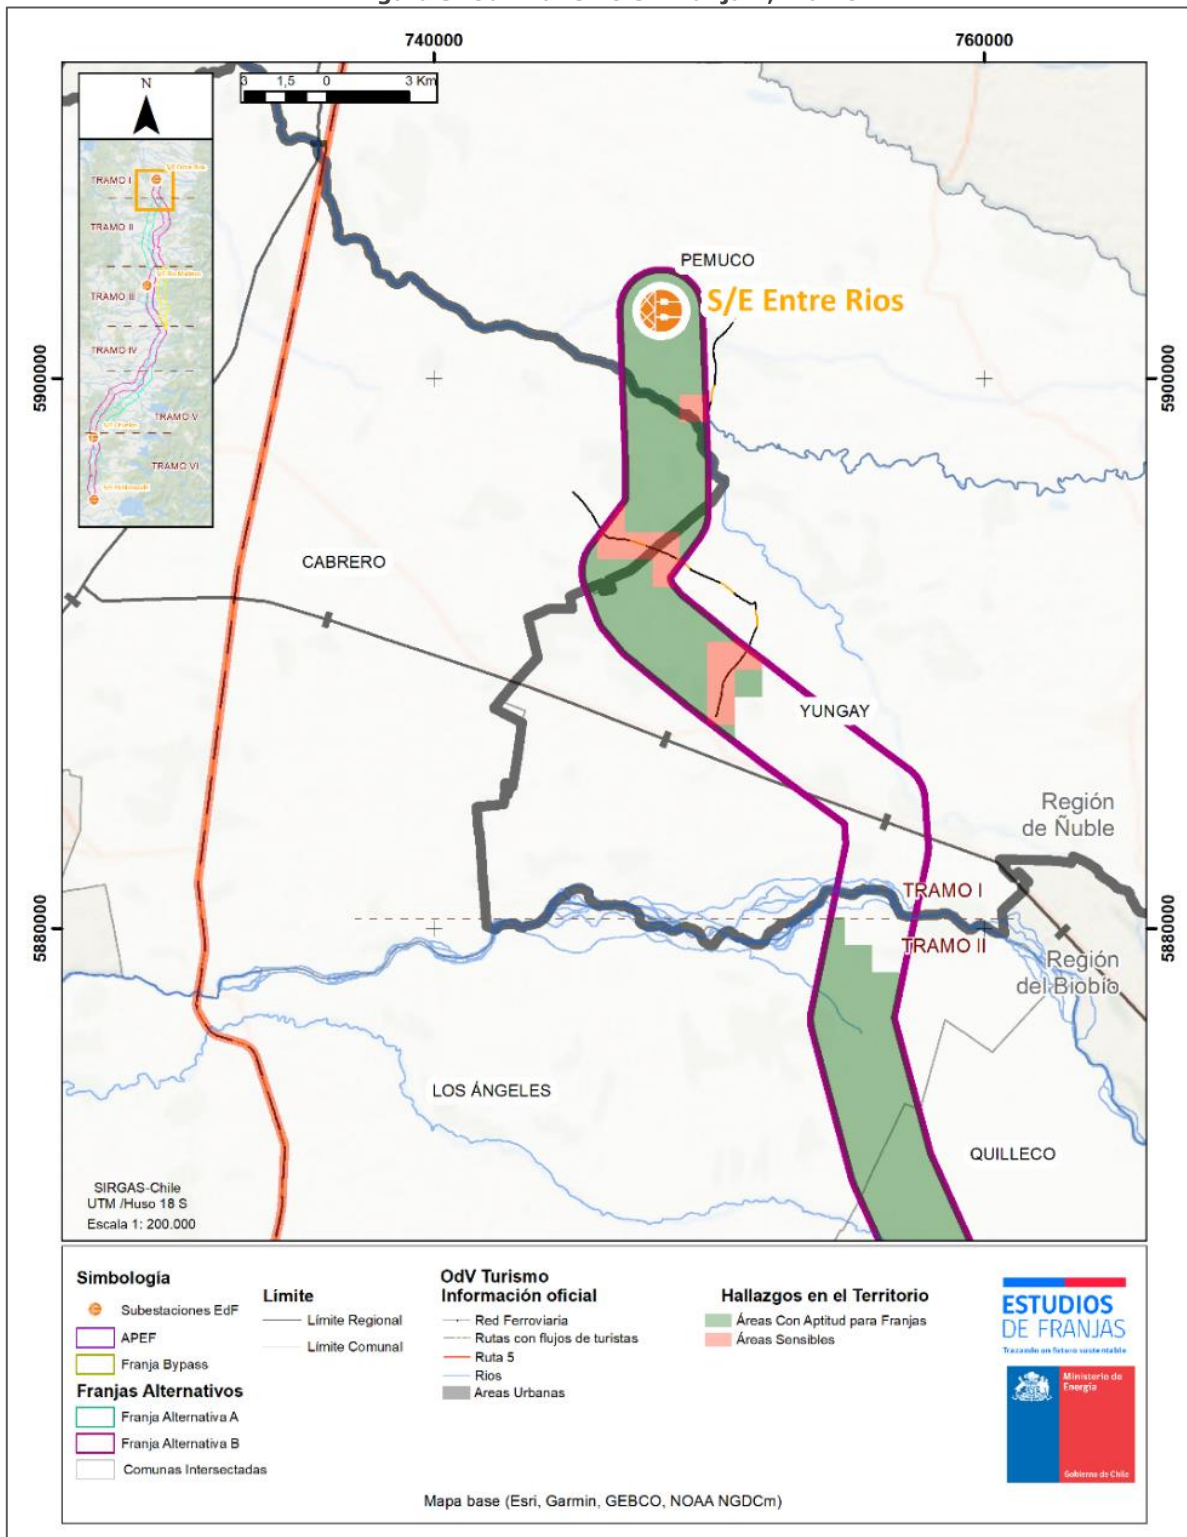 740000
760000
N
3 1,5 0 3 Km
TRAMO I
TRAMO II
TRAMO III
TRAMO IV
TRAMO V
TRAMO VI
PEMUCO
S/E Entre Rios
5900000
5900000
CABRERO
YUNGAY
Región
de Ñuble
TRAMO I
TRAMO II
5880000
5880000
Región
del Biobío
LOS ÁNGELES
QUILLECO
SIRGAS-Chile
UTM /Huso 18 S
Escala 1: 200.000
Simbología
Subestaciones EdF
APEF
Franja Bypass
Franjas Alternativos
Franja Alternativa A
Franja Alternativa B
Comunas Intersectadas
Límite
Límite Regional
Límite Comunal
OdV Turismo
Información oficial
Red Ferroviaria
Rutas con flujos de turistas
Ruta 5
Rios
Areas Urbanas
Hallazgos en el Territorio
Áreas Con Aptitud para Franjas
Áreas Sensibles
ESTUDIOS
DE FRANJAS
Trazando un futuro sustentable
Ministerio de
Energía
Gobierno de Chile
Mapa base (Esri, Garmin, GEBCO, NOAA NGDCm)